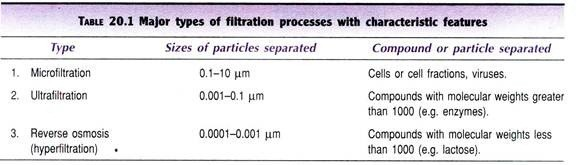 TABLE 20.1 Major types of filtration processes with characteristic features
Type Sizes of particles separated Compound or particle separated
1. Microfiltration 0.1–10 μm Cells or cell fractions, viruses.
2. Ultrafiltration 0.001–0.1 μm Compounds with molecular weights greater
than 1000 (e.g. enzymes).
3. Reverse osmosis 0.0001–0.001 μm Compounds with molecular weights less
(hyperfiltration) than 1000 (e.g. lactose).